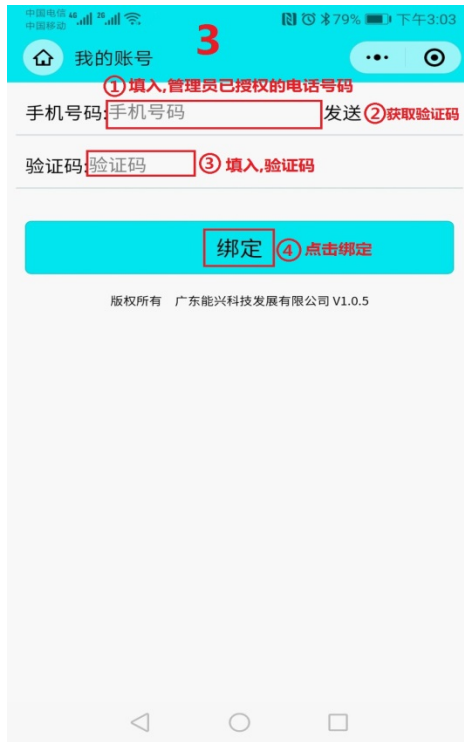 中国电信 4G 2G
中国移动
79% 下午3:03
我的账号
3
①填入,管理员已授权的电话号码
手机号码:手机号码 发送 ②获取验证码
验证码:验证码 ③填入,验证码
绑定 ④点击绑定
版权所有 广东能兴科技发展有限公司 V1.0.5